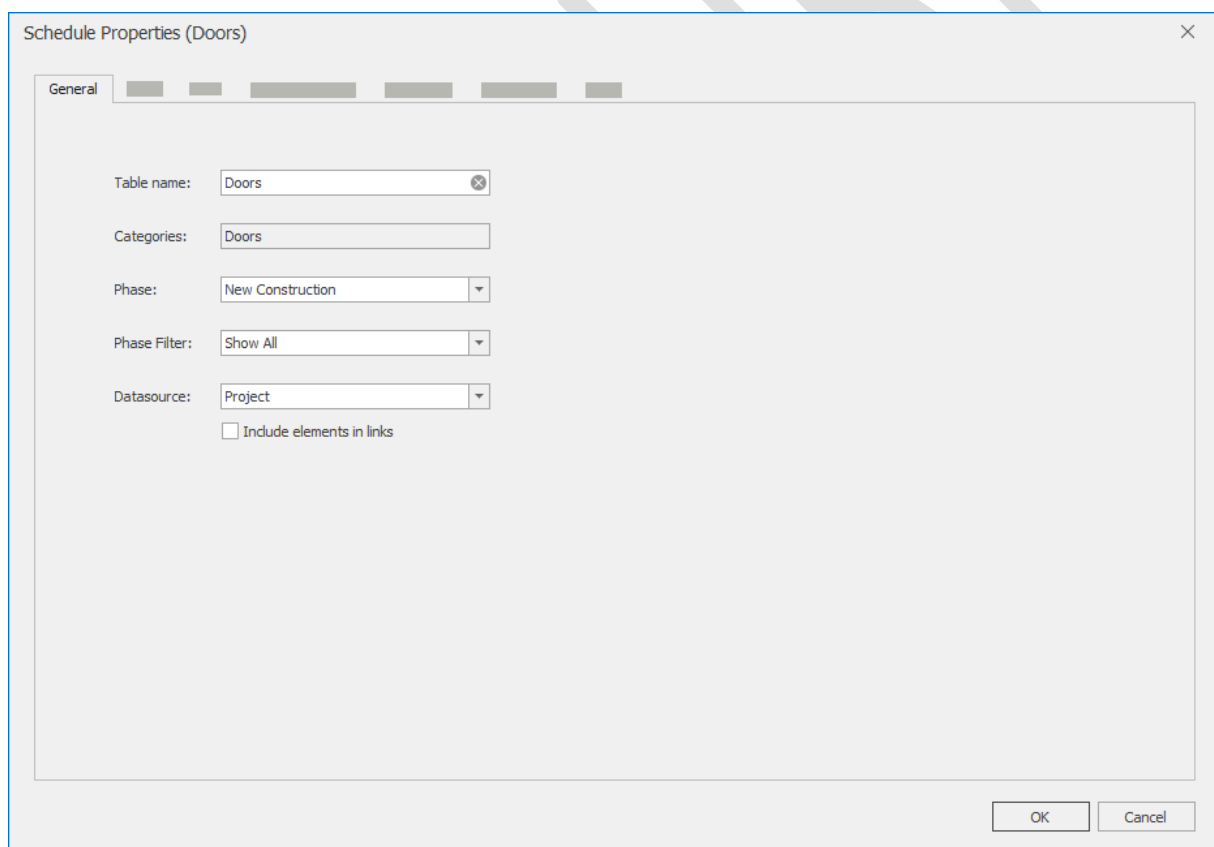 Schedule Properties (Doors)
General
Table name: Doors
Categories: Doors
Phase: New Construction
Phase Filter: Show All
Datasource: Project
Include elements in links
OK Cancel